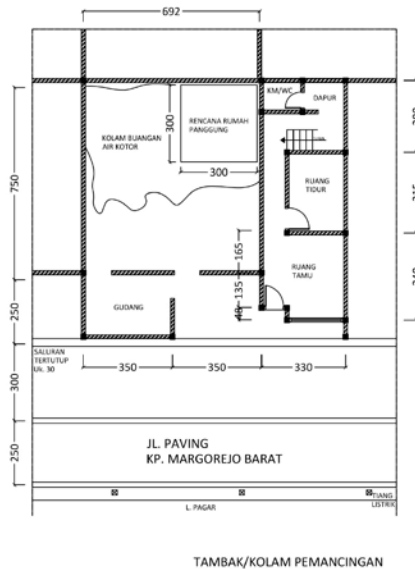 692
KM/WC
DAPUR
300
RENCANA RUMAH
PANGGUNG
KOLAM BUANGAN
AIR KOTOR
300
750
RUANG
TIDUR
315
165
RUANG
TAMU
135
GUDANG
48
250
350
350
330
SALURAN
TERTUTUP
Uk. 30
300
JL. PAVING
KP. MARGOREJO BARAT
250
TIANG
LISTRIK
L. PAGAR
TAMBAK/KOLAM PEMANCINGAN